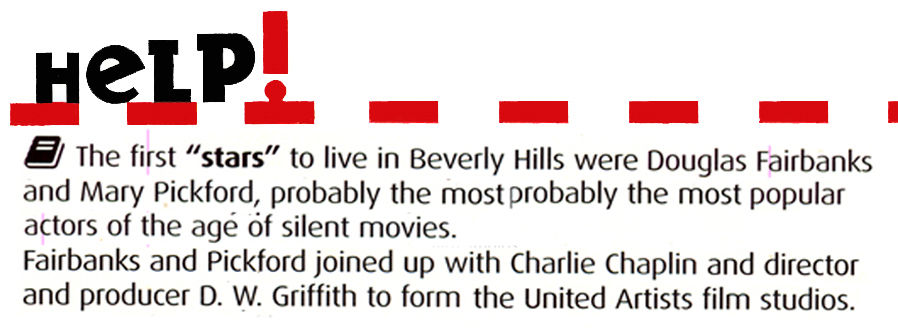 HeLP!
The first “stars” to live in Beverly Hills were Douglas Fairbanks
and Mary Pickford, probably the most probably the most popular
actors of the age of silent movies.
Fairbanks and Pickford joined up with Charlie Chaplin and director
and producer D. W. Griffith to form the United Artists film studios.